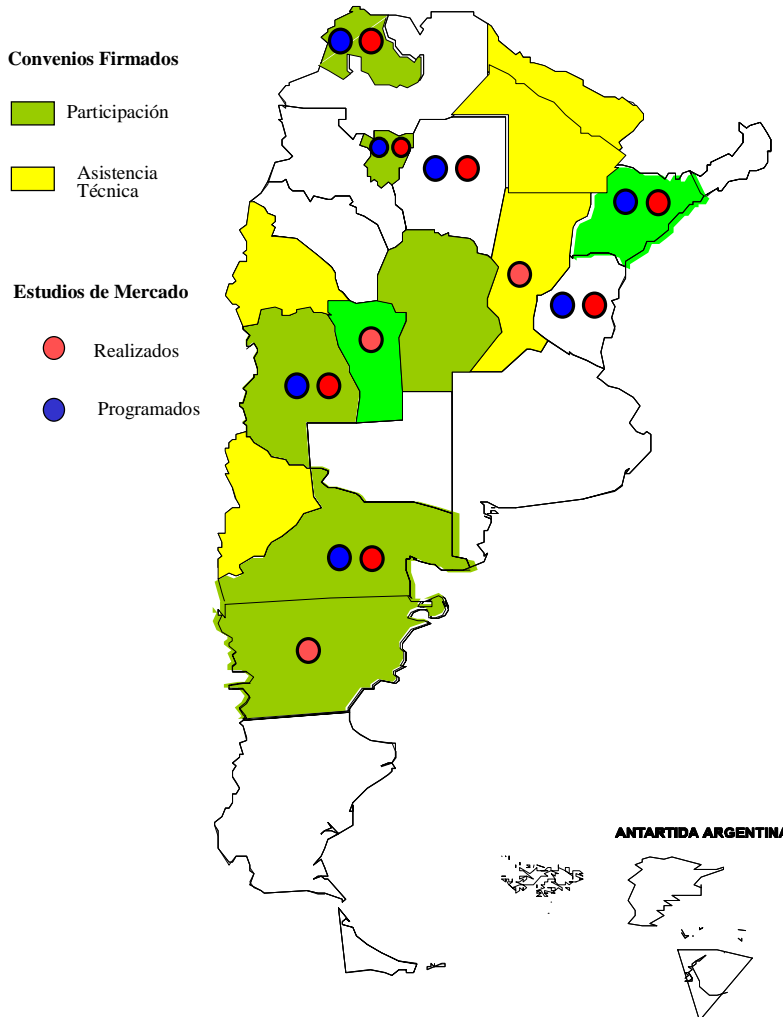 Convenios Firmados
Participación
Asistencia
Técnica
Estudios de Mercado
Realizados
Programados
ANTARTIDA ARGENTINA